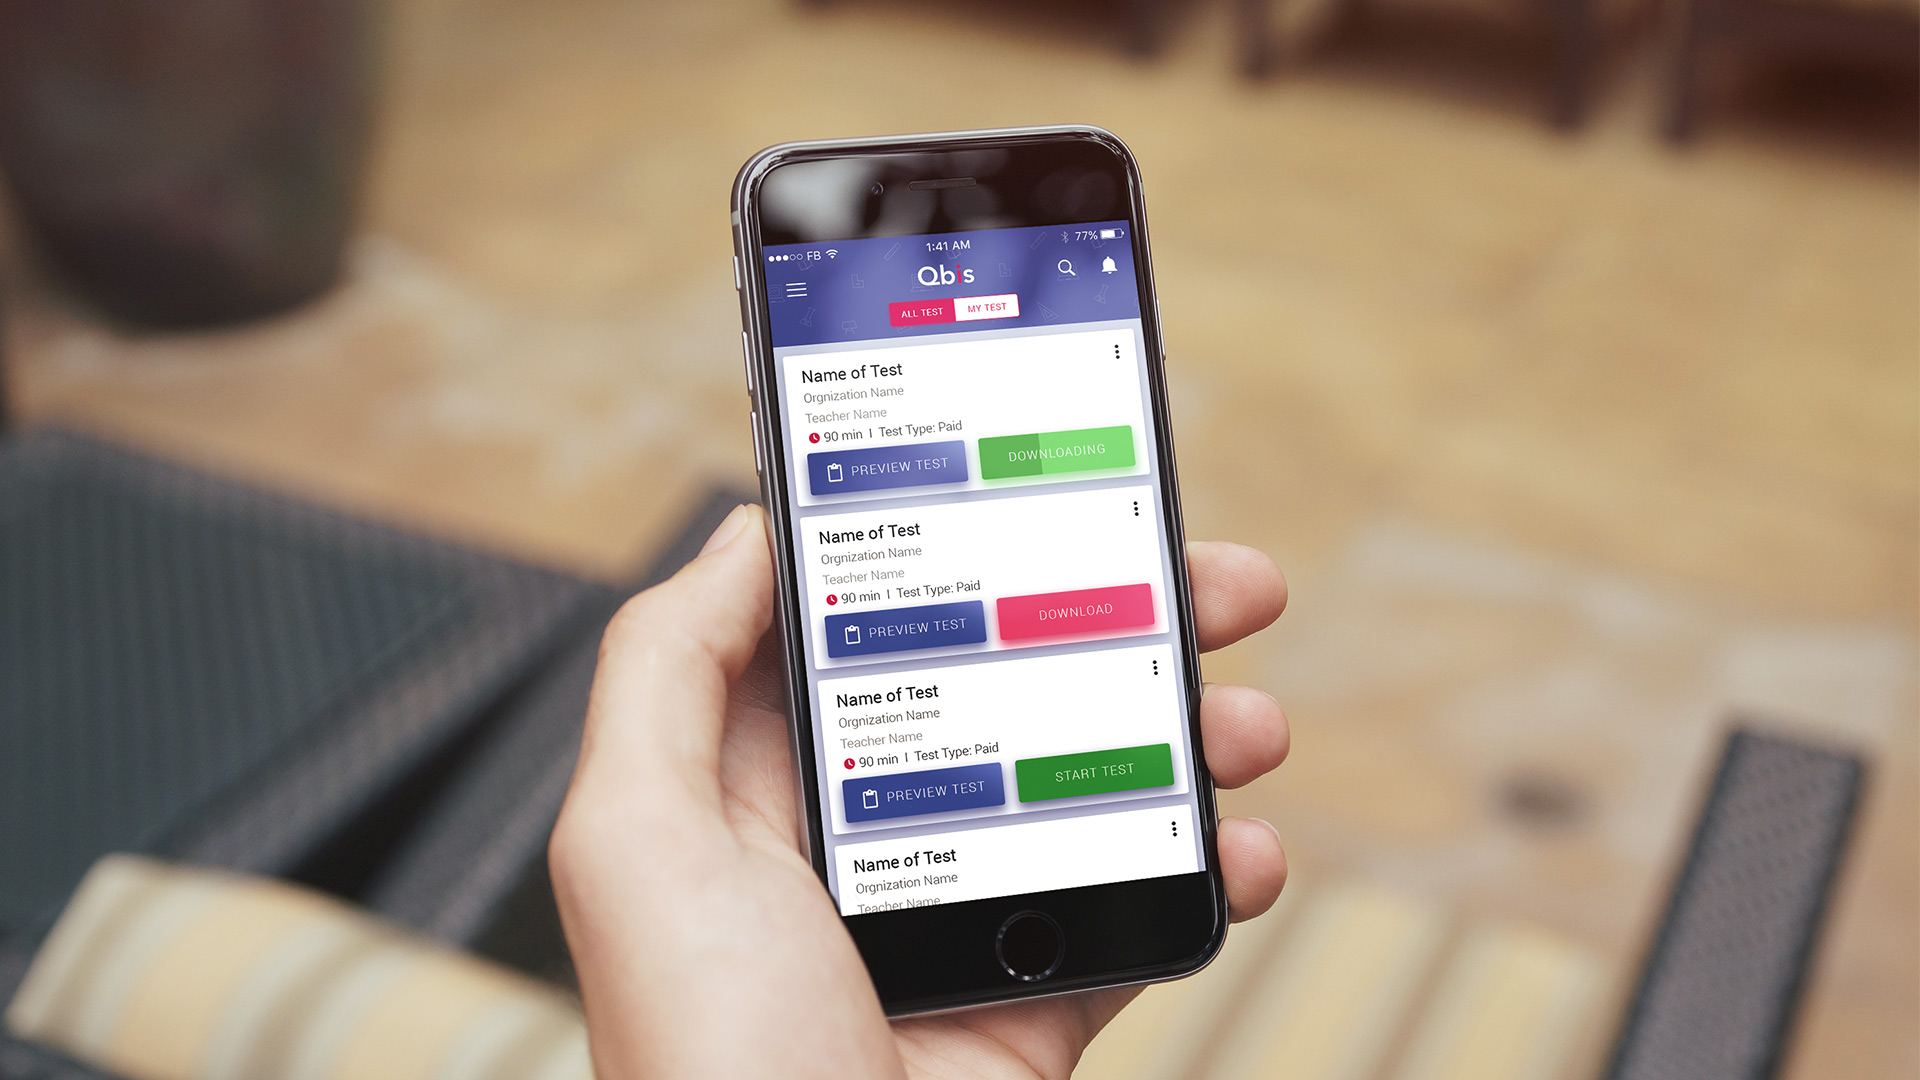 FB 1:41 AM 77%
Qbis
ALL TEST MY TEST
Name of Test
Orgnization Name
Teacher Name
90 min | Test Type: Paid
PREVIEW TEST DOWNLOADING
Name of Test
Orgnization Name
Teacher Name
90 min | Test Type: Paid
PREVIEW TEST DOWNLOAD
Name of Test
Orgnization Name
Teacher Name
90 min | Test Type: Paid
PREVIEW TEST START TEST
Name of Test
Orgnization Name
Teacher Name